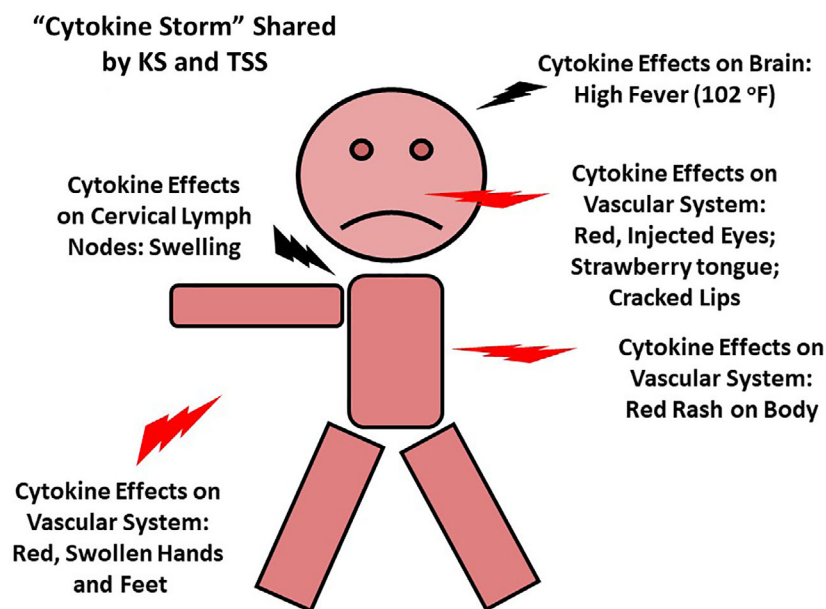 “Cytokine Storm” Shared
by KS and TSS
Cytokine Effects on Brain:
High Fever (102 °F)
Cytokine Effects
on Cervical Lymph
Nodes: Swelling
Cytokine Effects on
Vascular System:
Red, Injected Eyes;
Strawberry tongue;
Cracked Lips
Cytokine Effects on
Vascular System:
Red Rash on Body
Cytokine Effects on
Vascular System:
Red, Swollen Hands
and Feet